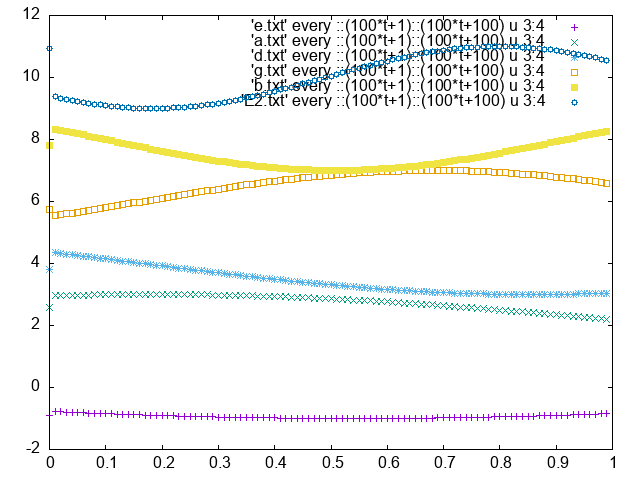 'e.txt' every ::(100*t+1)::(100*t+100) u 3:4
'a.txt' every ::(100*t+1)::(100*t+100) u 3:4
'd.txt' every ::(100*t+1)::(100*t+100) u 3:4
'g.txt' every ::(100*t+1)::(100*t+100) u 3:4
'b.txt' every ::(100*t+1)::(100*t+100) u 3:4
every ::(100*t+1)::(100*t+100) u 3:4
12
10
8
6
4
2
0
-2
0 0.1 0.2 0.3 0.4 0.5 0.6 0.7 0.8 0.9 1